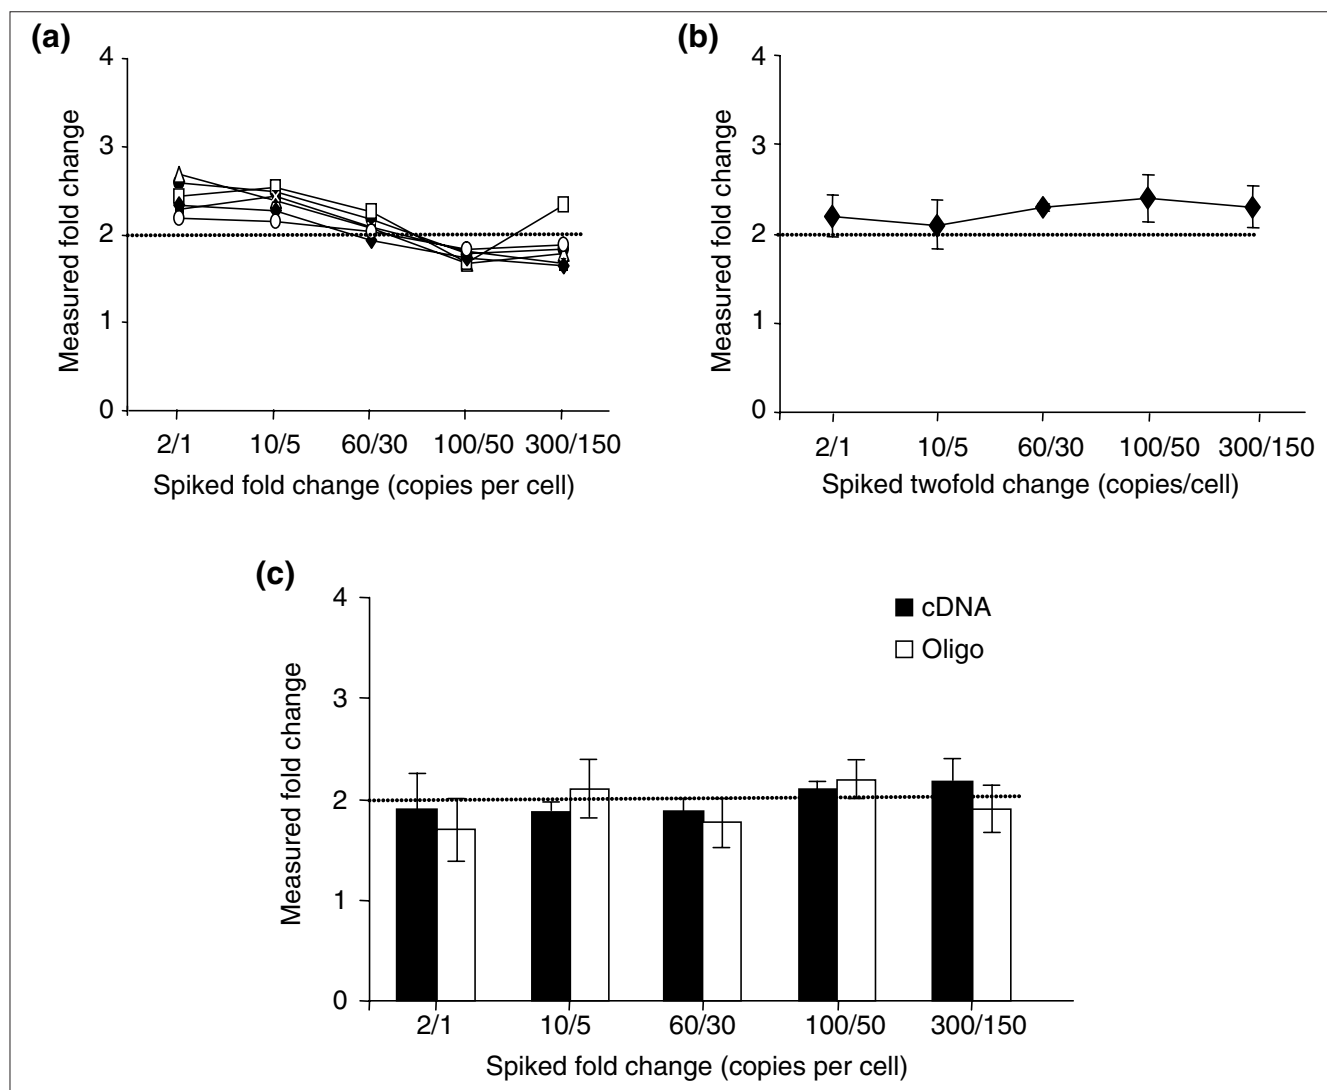 (a)
4
3
2
1
0
Measured fold change
2/1 10/5 60/30 100/50 300/150
Spiked fold change (copies per cell)
(b)
4
3
2
1
0
Measured fold change
2/1 10/5 60/30 100/50 300/150
Spiked twofold change (copies/cell)
(c)
4
3
2
1
0
Measured fold change
cDNA
Oligo
2/1 10/5 60/30 100/50 300/150
Spiked fold change (copies per cell)